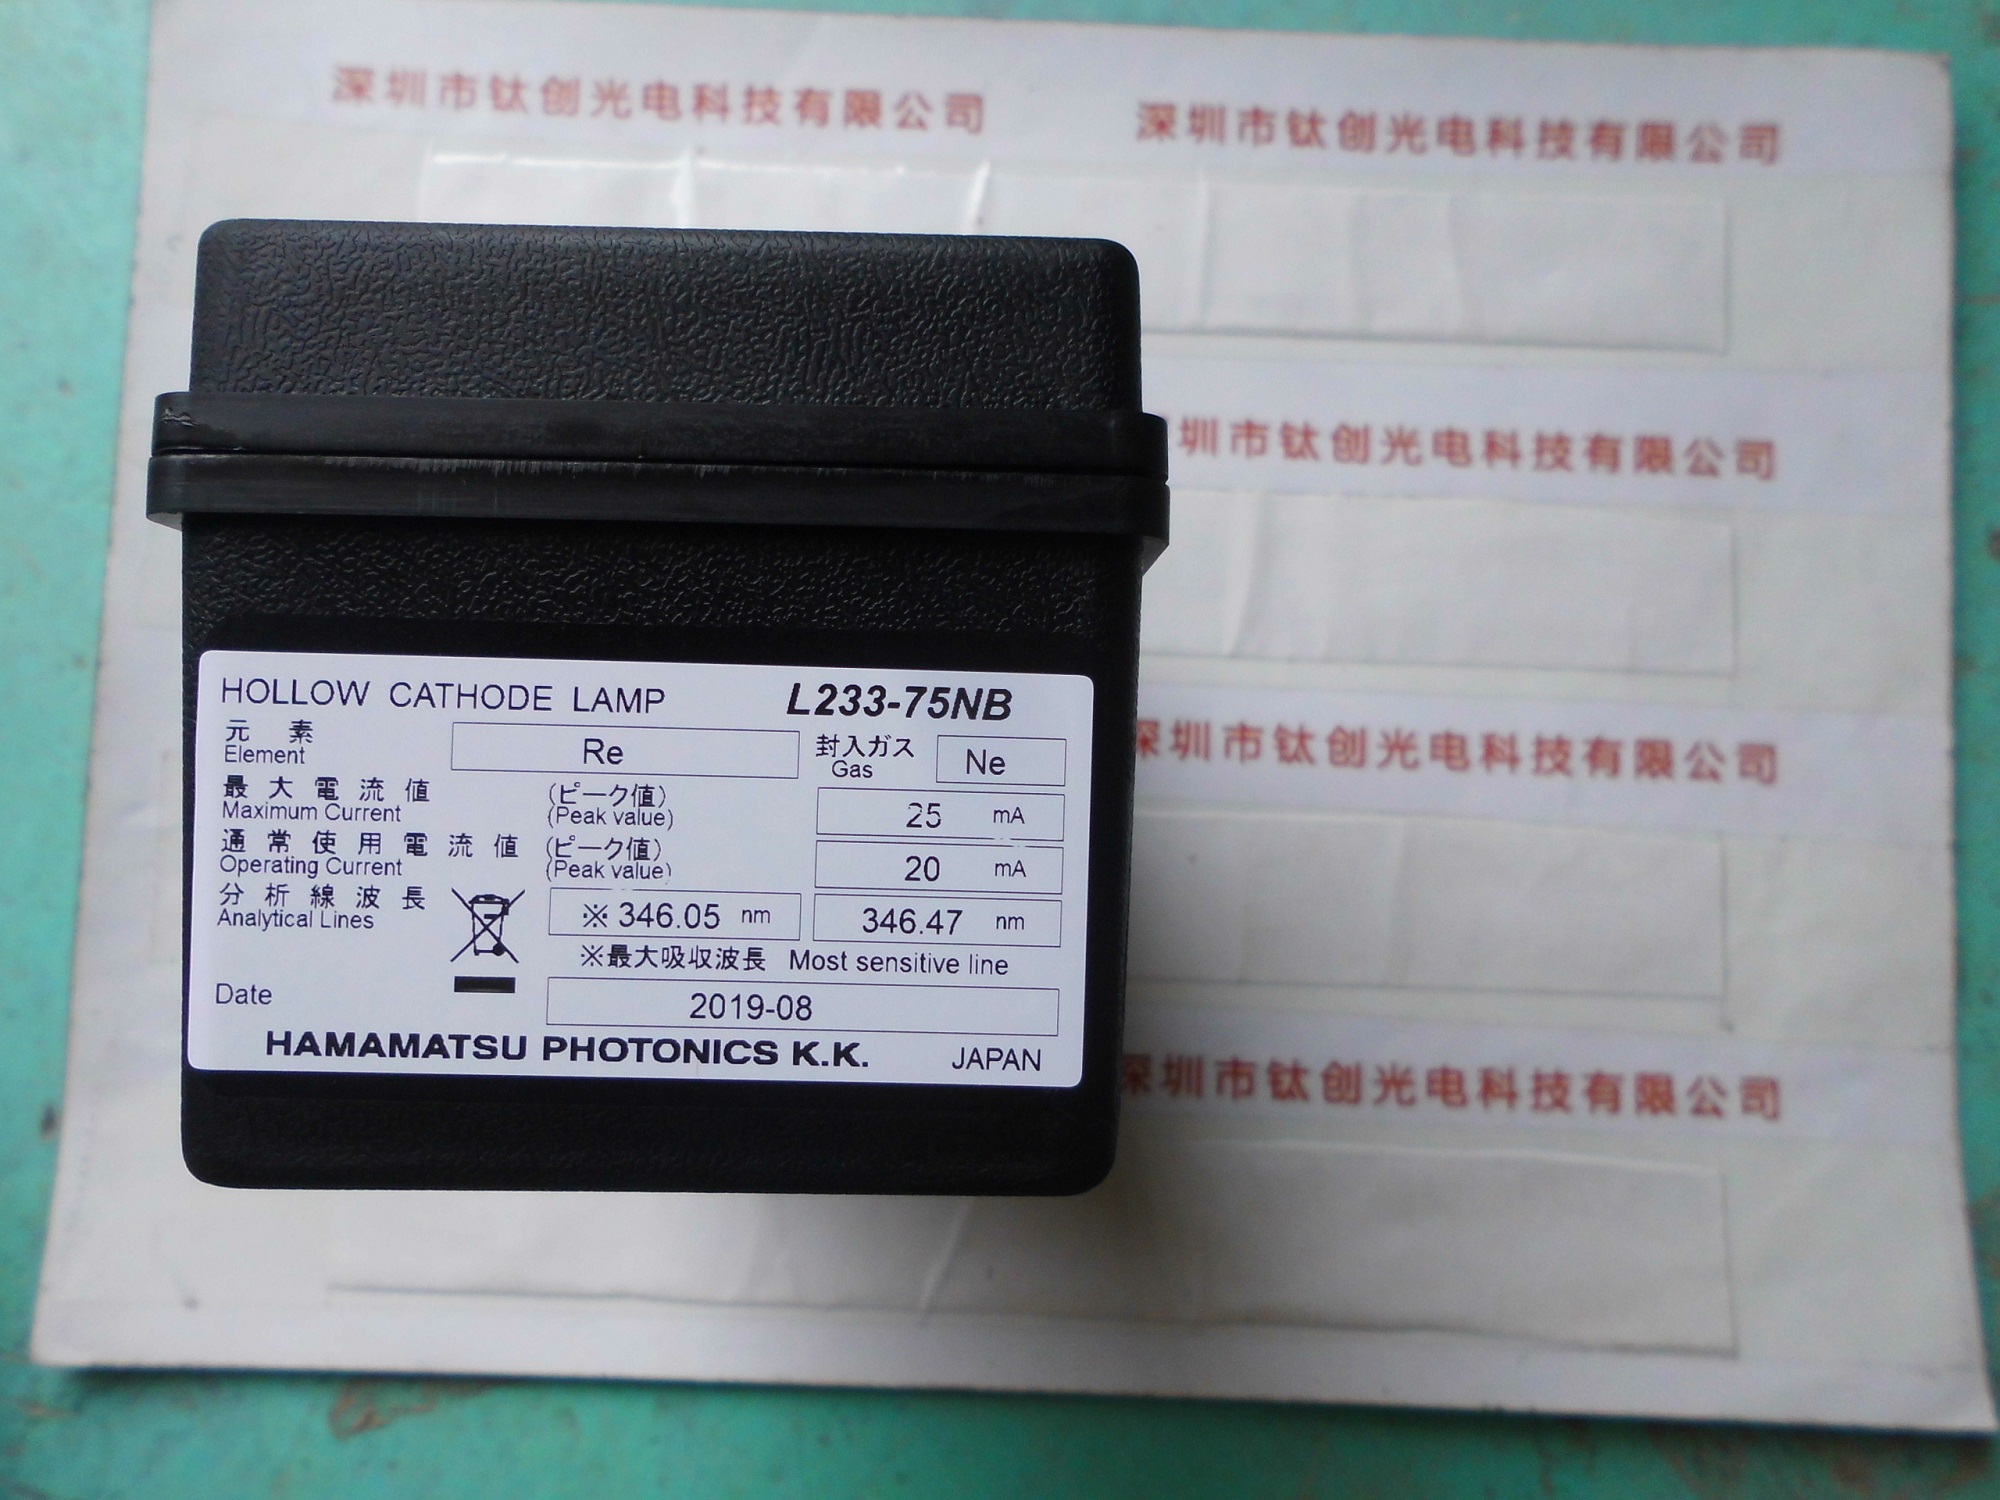 深圳市钛创光电科技有限公司
深圳市钛创光电科技有限公司
圳市钛创光电科技有限公司
深圳市钛创光电科技有限公司
深圳市钛创光电科技有限公司
HOLLOW CATHODE LAMP L233-75NB
元素 Re 封入ガス Ne
Element Gas
最大電流値 (ピーク値) 25 mA
Maximum Current (Peak value)
通常使用電流値 (ピーク値) 20 mA
Operating Current (Peak value)
分析線波長 ※ 346.05 nm 346.47 nm
Analytical Lines
※最大吸収波長 Most sensitive line
Date 2019-08
HAMAMATSU PHOTONICS K.K. JAPAN